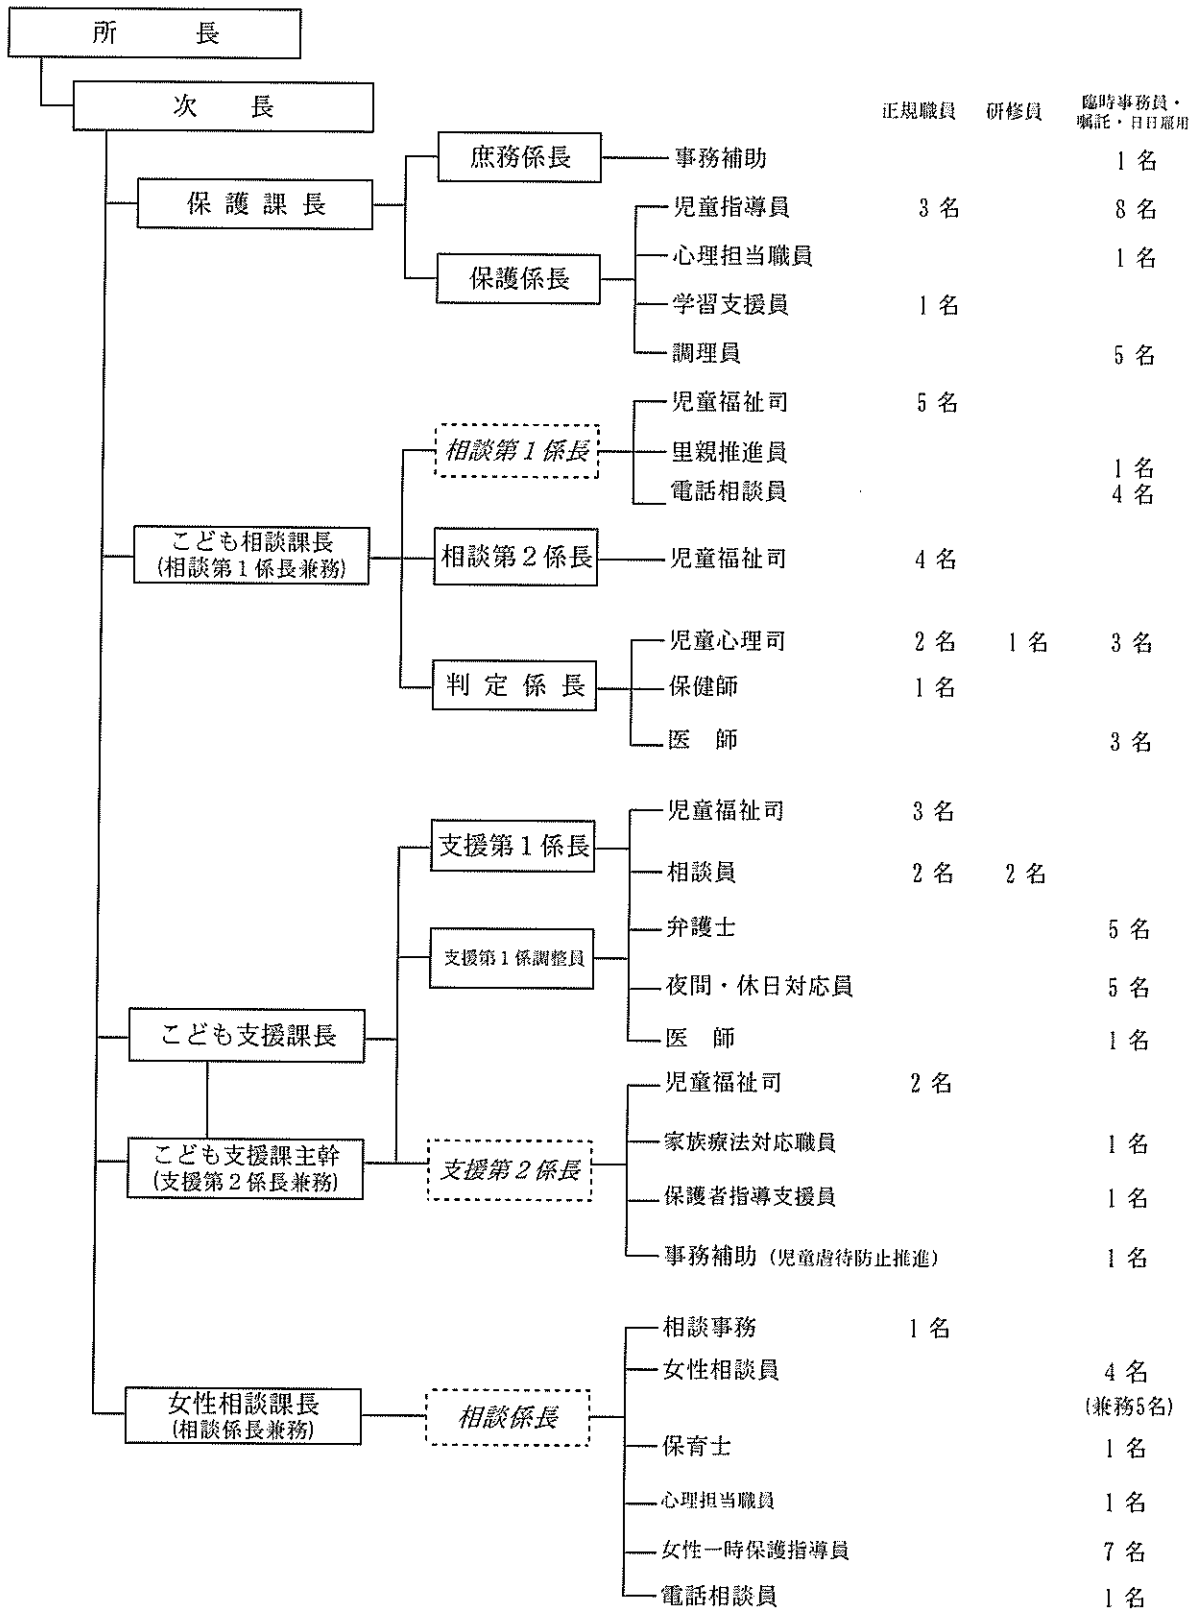 所　　　長
次　　長
正規職員　研修員　臨時事務員・嘱託・日日雇用
庶務係長　事務補助　1 名
保 護 課 長
児童指導員　3 名　8 名
心理担当職員　1 名
保護係長
学習支援員　1 名
調理員　5 名
児童福祉司　5 名
相談第1係長　里親推進員　1 名
電話相談員　4 名
こども相談課長
(相談第1係長兼務)
相談第2係長　児童福祉司　4 名
児童心理司　2 名　1 名　3 名
判 定 係 長　保健師　1 名
医　師　3 名
児童福祉司　3 名
支援第1係長
相談員　2 名　2 名
弁護士　5 名
支援第1係調整員
夜間・休日対応員　5 名
こども支援課長
医　師　1 名
児童福祉司　2 名
家族療法対応職員　1 名
こども支援課主幹
(支援第2係長兼務)
支援第2係長
保護者指導支援員　1 名
事務補助（児童虐待防止推進）　1 名
相談事務　1 名
女性相談員　4 名
(兼務5名)
女性相談課長
(相談係長兼務)
相談係長
保育士　1 名
心理担当職員　1 名
女性一時保護指導員　7 名
電話相談員　1 名